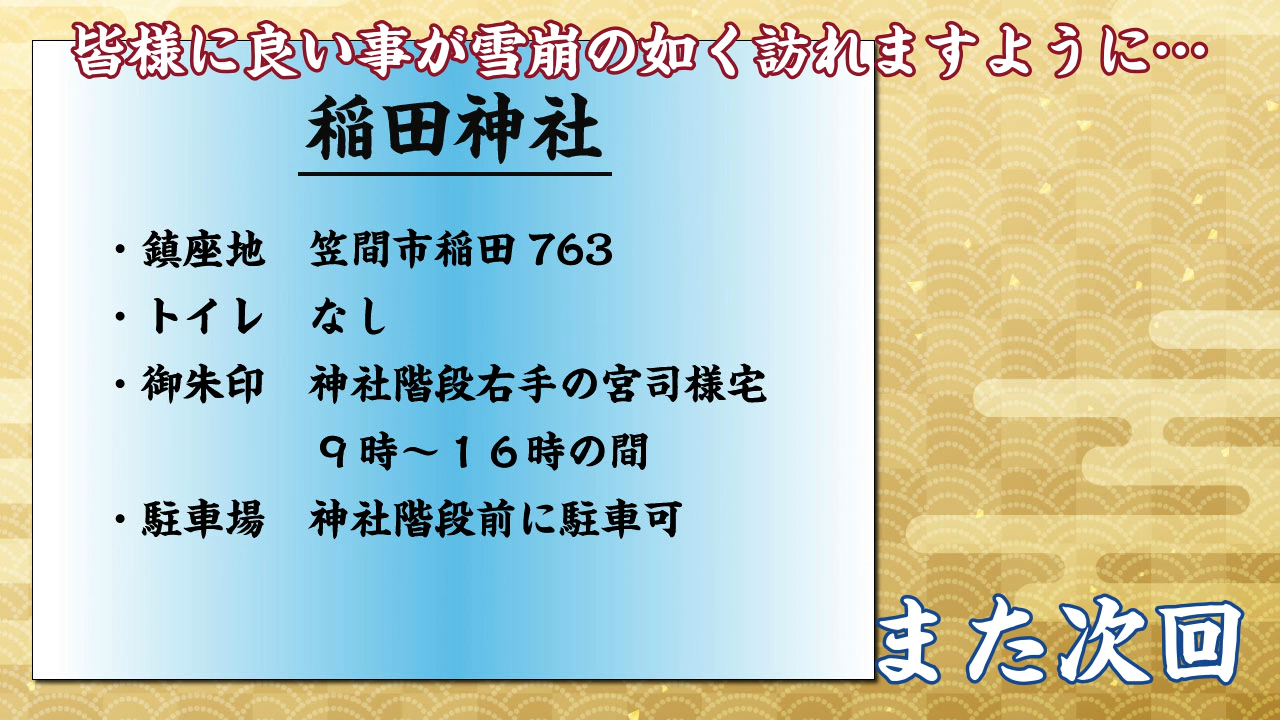 皆様に良い事が雪崩の如く訪れますように…
稲田神社
・鎮座地　笠間市稲田763
・トイレ　なし
・御朱印　神社階段右手の宮司様宅
９時～１６時の間
・駐車場　神社階段前に駐車可
また次回